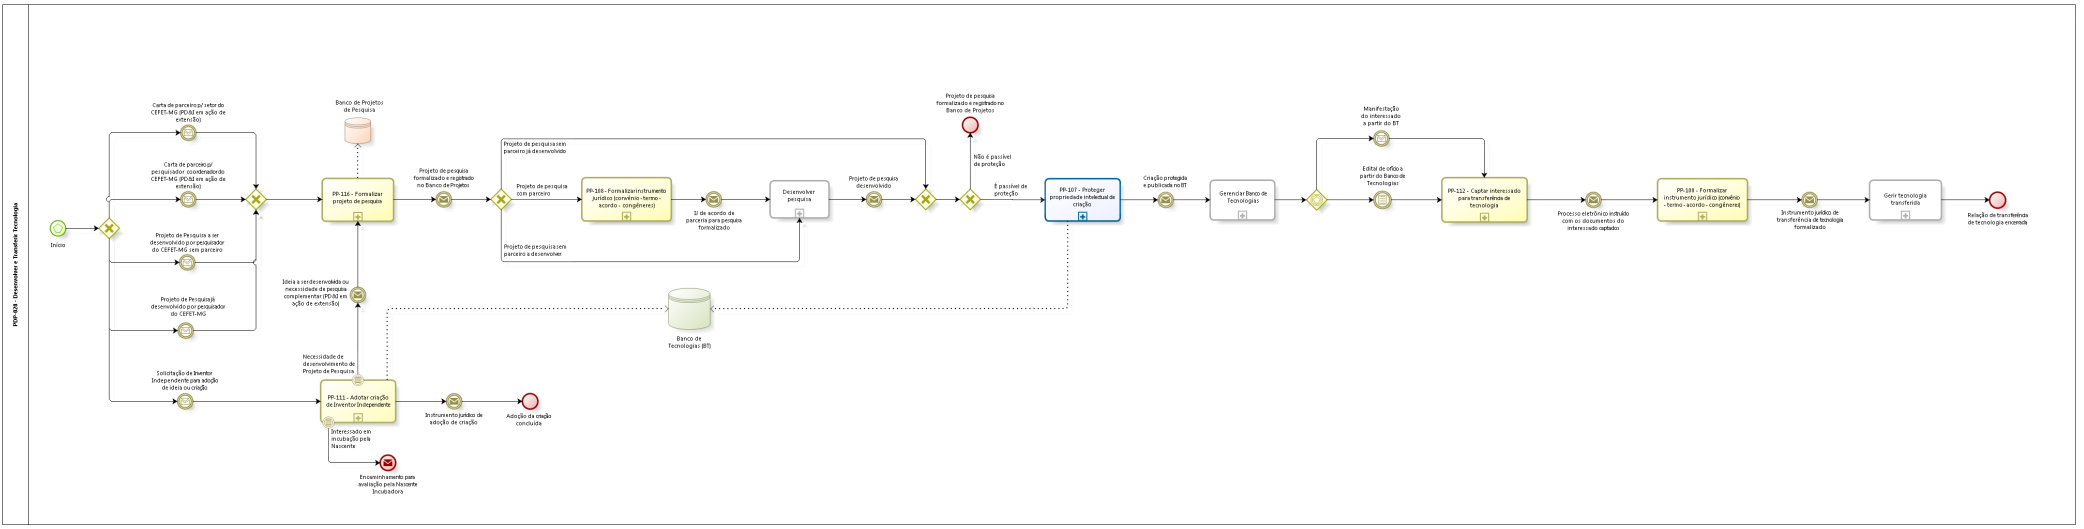 PDP-028 - Desenvolver e Transferir Tecnologia
Início
Carta de parceiro p/ setor do
CEFET-MG (PD&I em ação de
extensão)
Carta de parceiro p/
pesquisador coordenador do
CEFET-MG (PD&I em ação de
extensão)
Projeto de Pesquisa a ser
desenvolvido por pesquisador
do CEFET-MG sem parceiro
Projeto de Pesquisa já
desenvolvido por pesquisador
do CEFET-MG
Solicitação de Inventor
Independente para adoção
de ideia ou criação
Banco de Projetos
de Pesquisa
PP-116 - Formalizar
projeto de pesquisa
Ideia a ser desenvolvida ou
necessidade de pesquisa
complementar (PD&I em
ação de extensão)
Necessidade de
desenvolvimento de
Projeto de Pesquisa
PP-111 - Adotar criação
de Inventor Independente
Interessado em
incubação pela
Nascente
Encaminhamento para
avaliação pela Nascente
Incubadora
Instrumento jurídico de
adoção de criação
Adoção da criação
concluída
Projeto de pesquisa
formalizado e registrado
no Banco de Projetos
Projeto de pesquisa sem
parceiro já desenvolvido
Projeto de pesquisa
com parceiro
Projeto de pesquisa sem
parceiro a desenvolver
PP-108 - Formalizar instrumento
jurídico (convênio - termo -
acordo - congêneres)
IJ de acordo de
parceria para pesquisa
formalizado
Desenvolver
pesquisa
Projeto de pesquisa
desenvolvido
Banco de
Tecnologias (BT)
Projeto de pesquisa
formalizado e registrado no
Banco de Projetos
Não é passível
de proteção
É passível de
proteção
PP-107 - Proteger
propriedade intelectual de
criação
Criação protegida
e publicada no BT
Gerenciar Banco de
Tecnologias
Manifestação
do interessado
a partir do BT
Edital de ofício a
partir do Banco de
Tecnologias
PP-112 - Captar interessado
para transferência de
tecnologia
Processo eletrônico instruído
com os documentos do
interessado captados
PP-108 - Formalizar
instrumento jurídico (convênio
- termo - acordo - congêneres)
Instrumento jurídico de
transferência de tecnologia
formalizado
Gerir tecnologia
transferida
Relação de transferência
de tecnologia encerrada